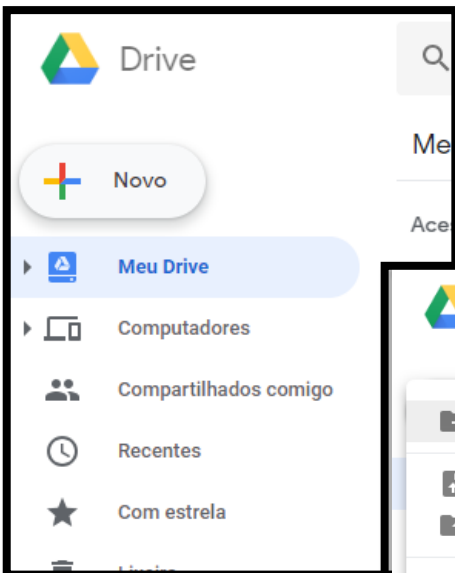 Drive
Novo
Me
Aces
Meu Drive
Computadores
Compartilhados comigo
Recentes
Com estrela